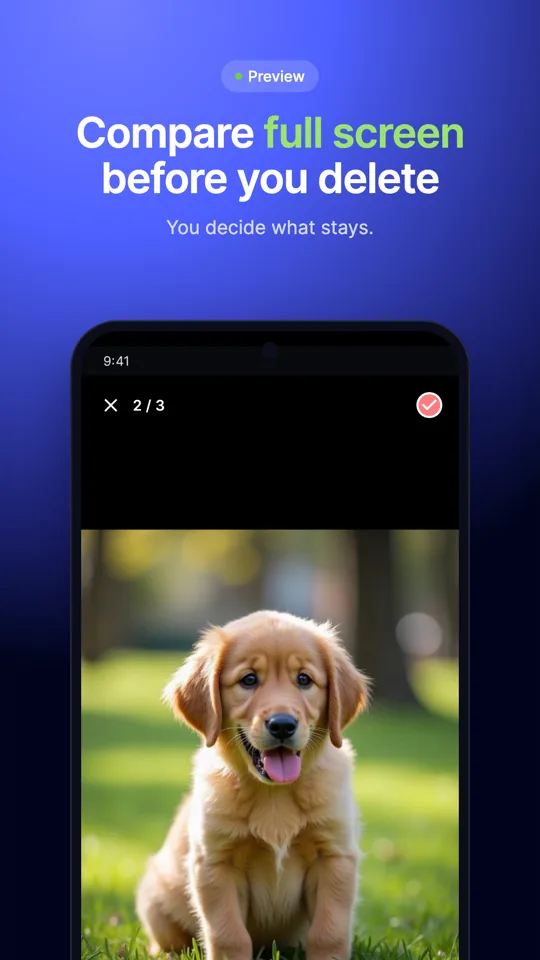 Preview
Compare full screen
before you delete
You decide what stays.
9:41
2 / 3